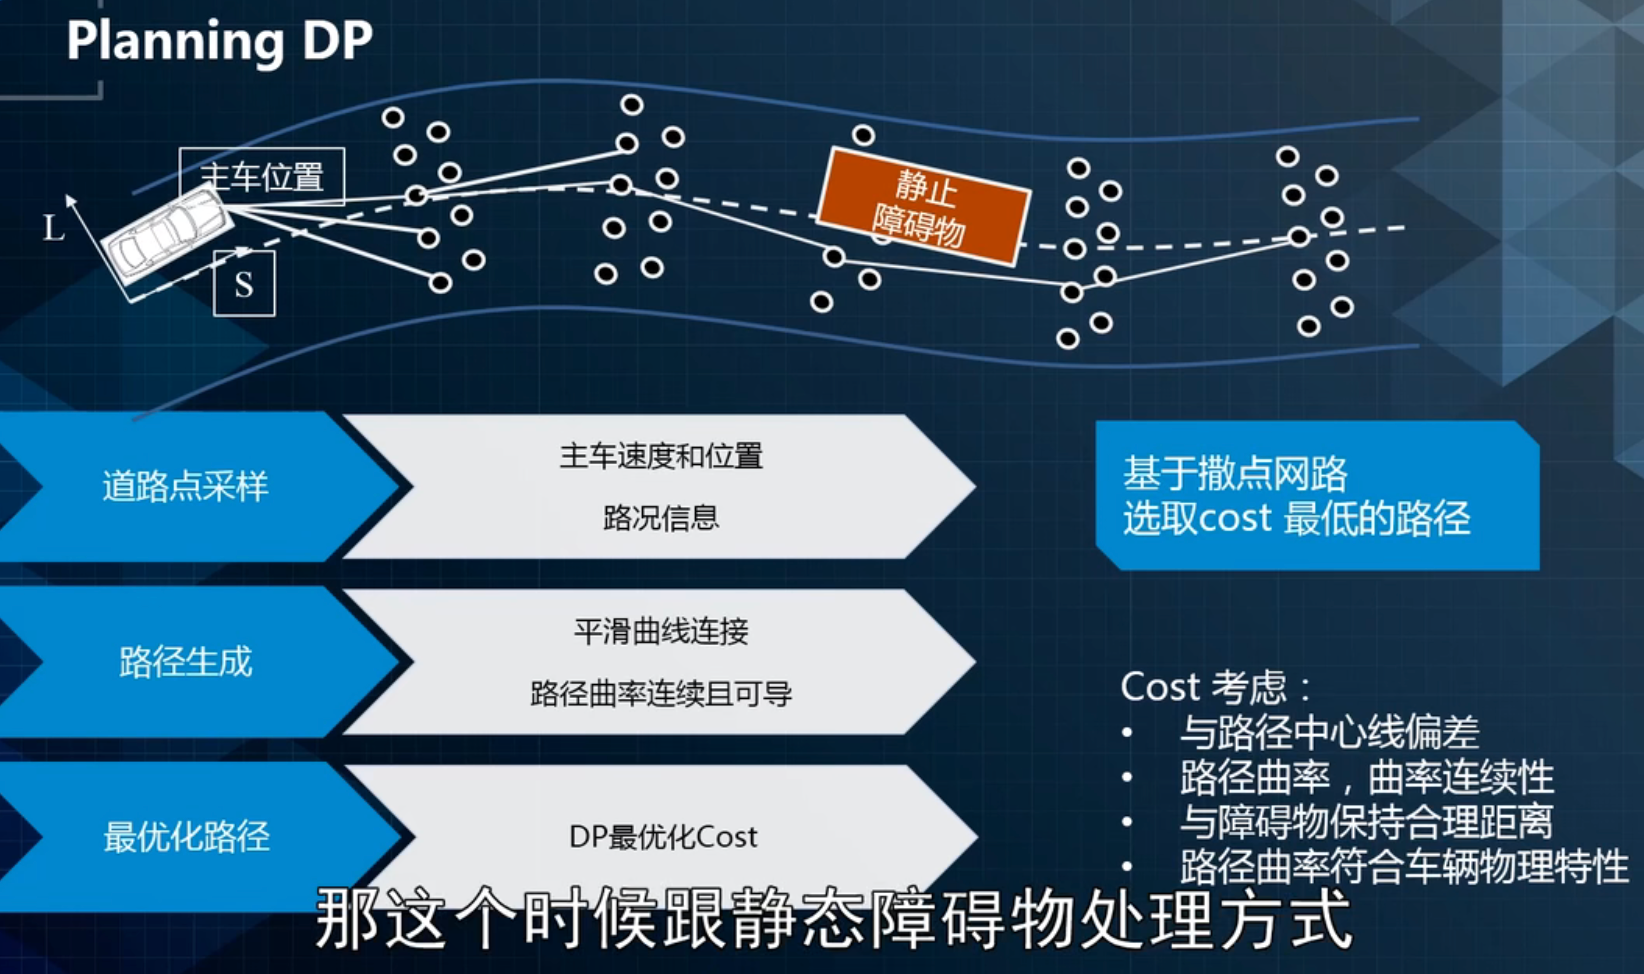 Planning DP
主车位置
L
S
静止
障碍物
道路点采样
主车速度和位置
路况信息
基于撒点网路
选取cost 最低的路径
路径生成
平滑曲线连接
路径曲率连续且可导
最优化路径
DP最优化Cost
Cost 考虑：
• 与路径中心线偏差
• 路径曲率，曲率连续性
• 与障碍物保持合理距离
• 路径曲率符合车辆物理特性
那这个时候跟静态障碍物处理方式